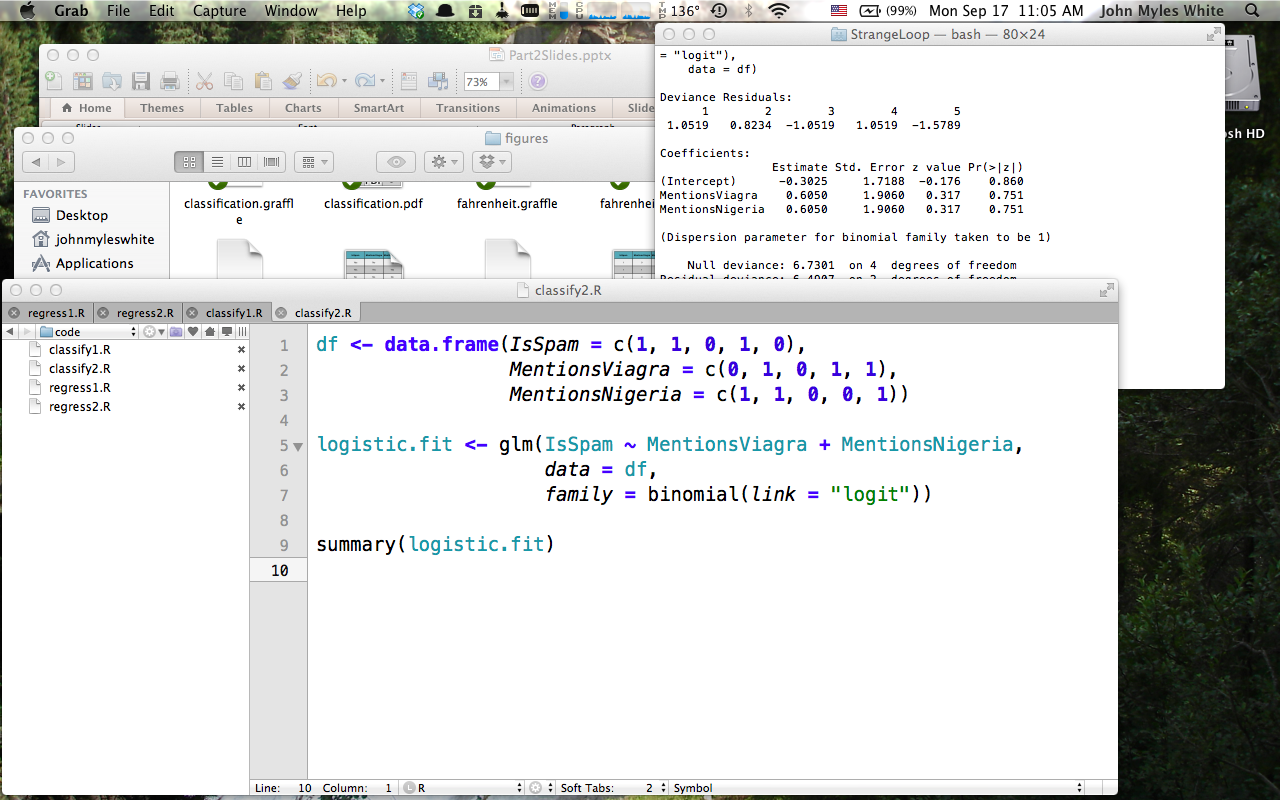 Grab File Edit Capture Window Help
136° (99%) Mon Sep 17 11:05 AM John Myles White
Part2Slides.pptx
73%
Home Themes Tables Charts SmartArt Transitions Animations Slide
figures
FAVORITES
Desktop
johnmyleswhite
Applications
classification.graffle
classification.pdf
fahrenheit.graffle
fahrenhei
StrangeLoop — bash — 80×24
= "logit"),
data = df)
Deviance Residuals:
1 2 3 4 5
1.0519 0.8234 -1.0519 1.0519 -1.5789
Coefficients:
Estimate Std. Error z value Pr(>|z|)
(Intercept) -0.3025 1.7188 -0.176 0.860
MentionsViagra 0.6050 1.9060 0.317 0.751
MentionsNigeria 0.6050 1.9060 0.317 0.751
(Dispersion parameter for binomial family taken to be 1)
Null deviance: 6.7301 on 4 degrees of freedom
sh HD
classify2.R
regress1.R regress2.R classify1.R classify2.R
code
classify1.R
classify2.R
regress1.R
regress2.R
1 df <- data.frame(IsSpam = c(1, 1, 0, 1, 0),
2 MentionsViagra = c(0, 1, 0, 1, 1),
3 MentionsNigeria = c(1, 1, 0, 0, 1))
4
5 logistic.fit <- glm(IsSpam ~ MentionsViagra + MentionsNigeria,
6 data = df,
7 family = binomial(link = "logit"))
8
9 summary(logistic.fit)
10
Line: 10 Column: 1 L R Soft Tabs: 2 Symbol